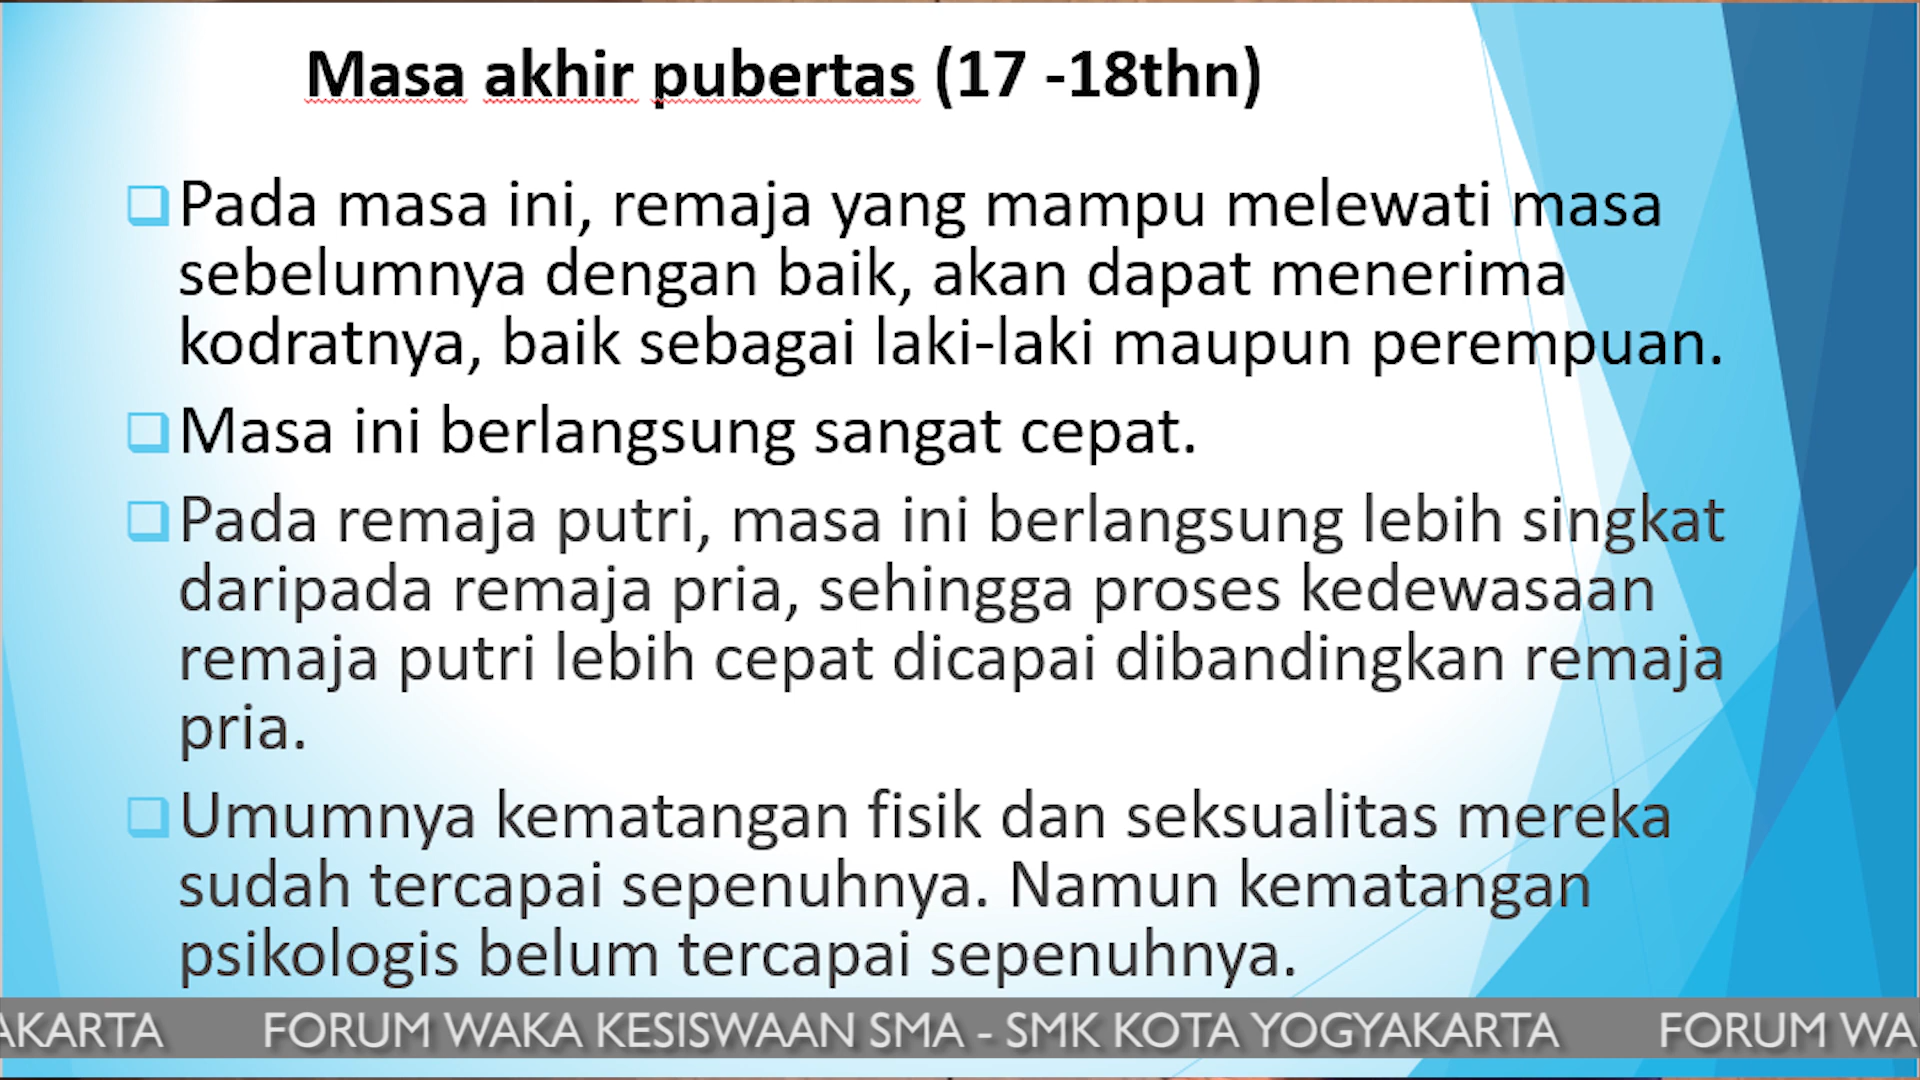 Masa akhir pubertas (17 -18thn)
Pada masa ini, remaja yang mampu melewati masa
sebelumnya dengan baik, akan dapat menerima
kodratnya, baik sebagai laki-laki maupun perempuan.
Masa ini berlangsung sangat cepat.
Pada remaja putri, masa ini berlangsung lebih singkat
daripada remaja pria, sehingga proses kedewasaan
remaja putri lebih cepat dicapai dibandingkan remaja
pria.
Umumnya kematangan fisik dan seksualitas mereka
sudah tercapai sepenuhnya. Namun kematangan
psikologis belum tercapai sepenuhnya.
AKARTA FORUM WAKA KESISWAAN SMA - SMK KOTA YOGYAKARTA FORUM WA